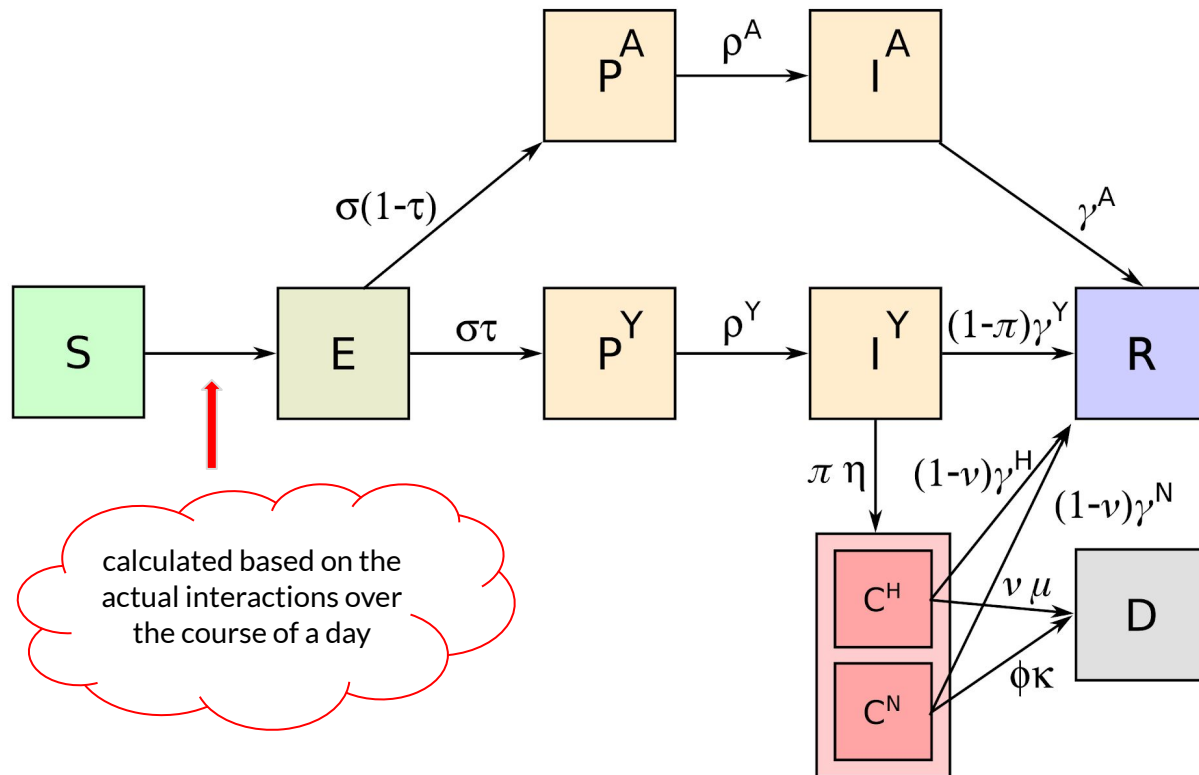 P^A
ρ^A
I^A
σ(1-τ)
γ^A
S
E
στ
P^Y
ρ^Y
I^Y
(1-π)γ^Y
R
π η
(1-ν)γ^H
(1-ν)γ^N
calculated based on the
actual interactions over
the course of a day
C^H
ν μ
D
C^N
ϕκ